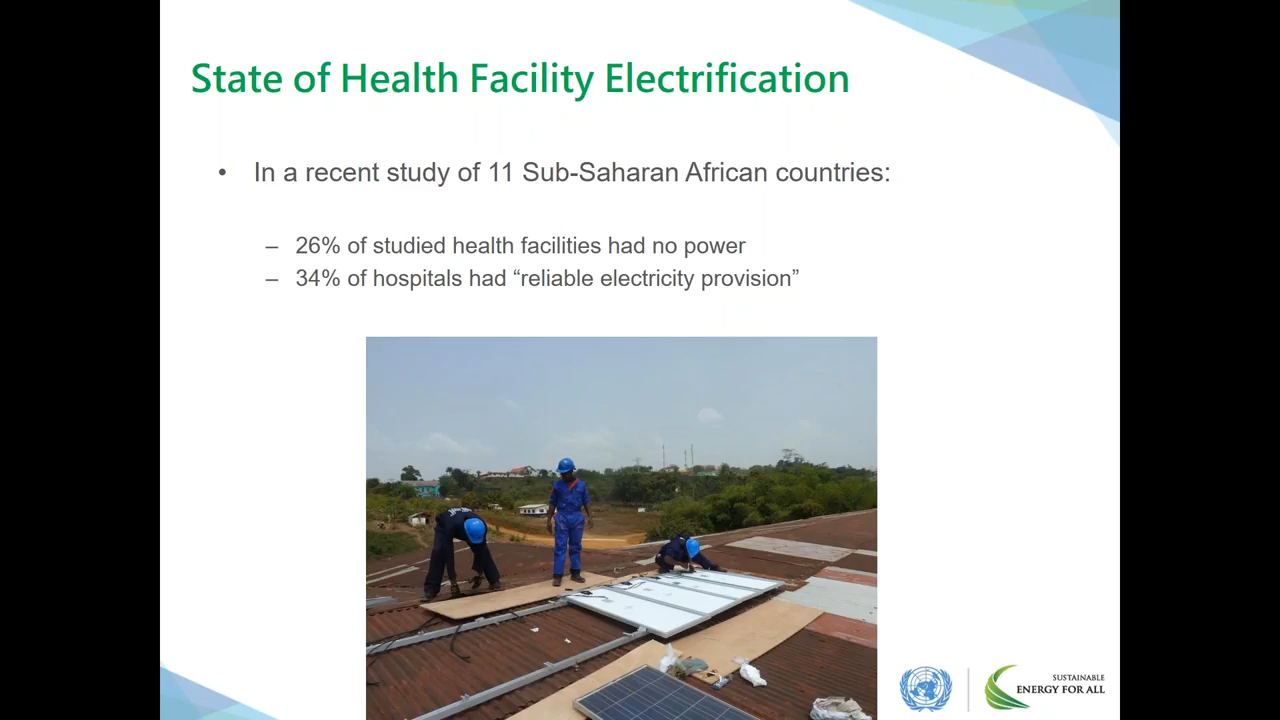 State of Health Facility Electrification
• In a recent study of 11 Sub-Saharan African countries:
– 26% of studied health facilities had no power
– 34% of hospitals had “reliable electricity provision”
SUSTAINABLE
ENERGY FOR ALL